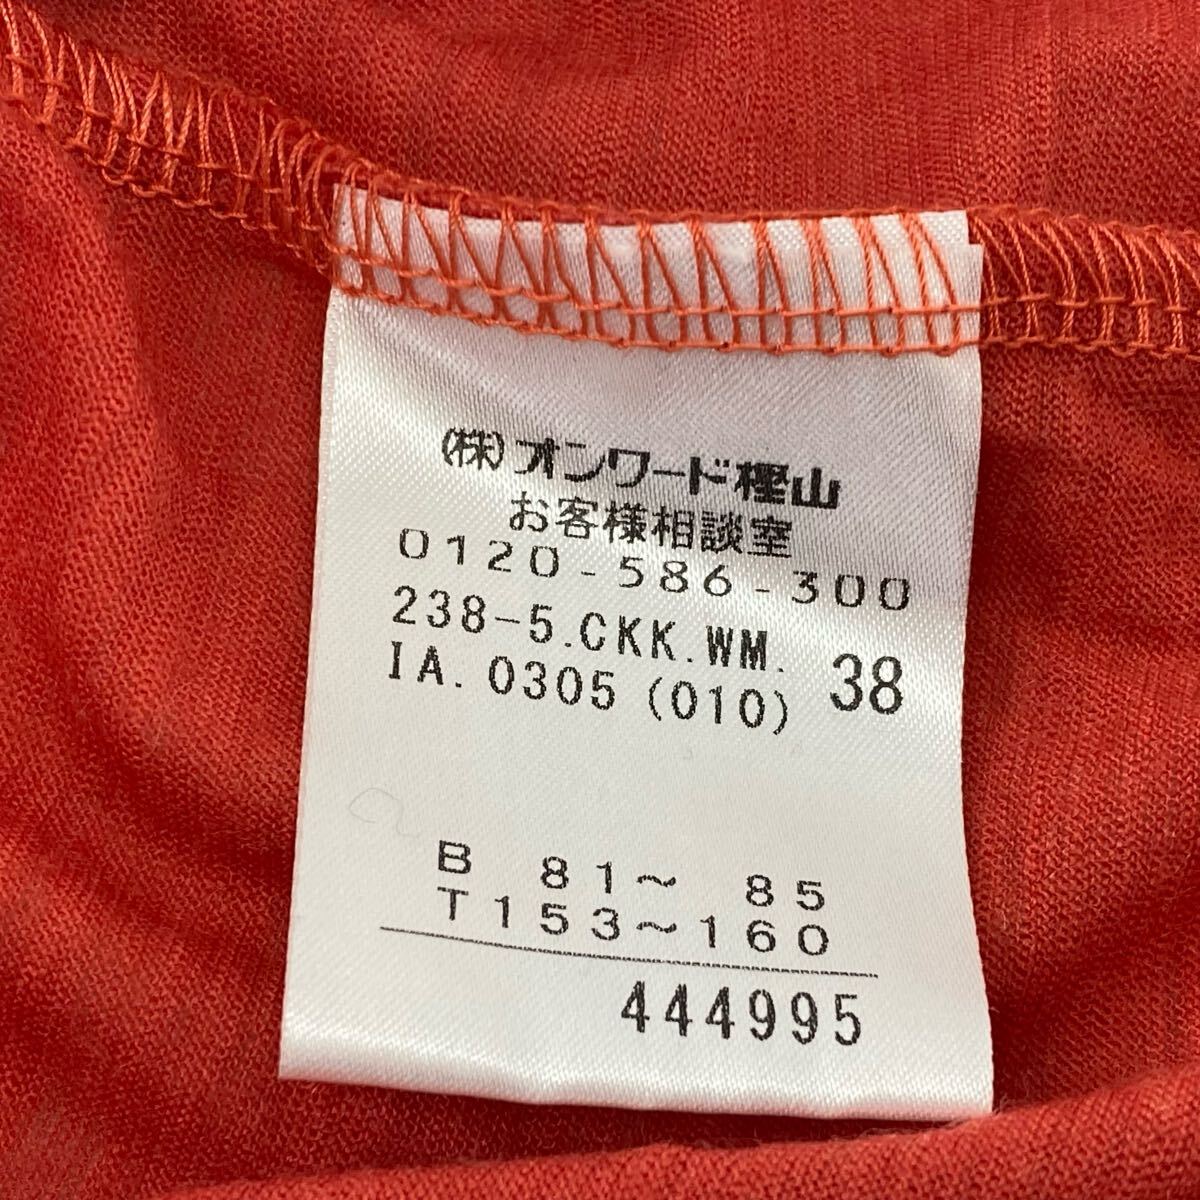 (株)オンワード樫山
お客様相談室
0120-586-300
238-5.CKK.WM.
IA.0305(010)
38
B 81～ 85
T153～160
444995